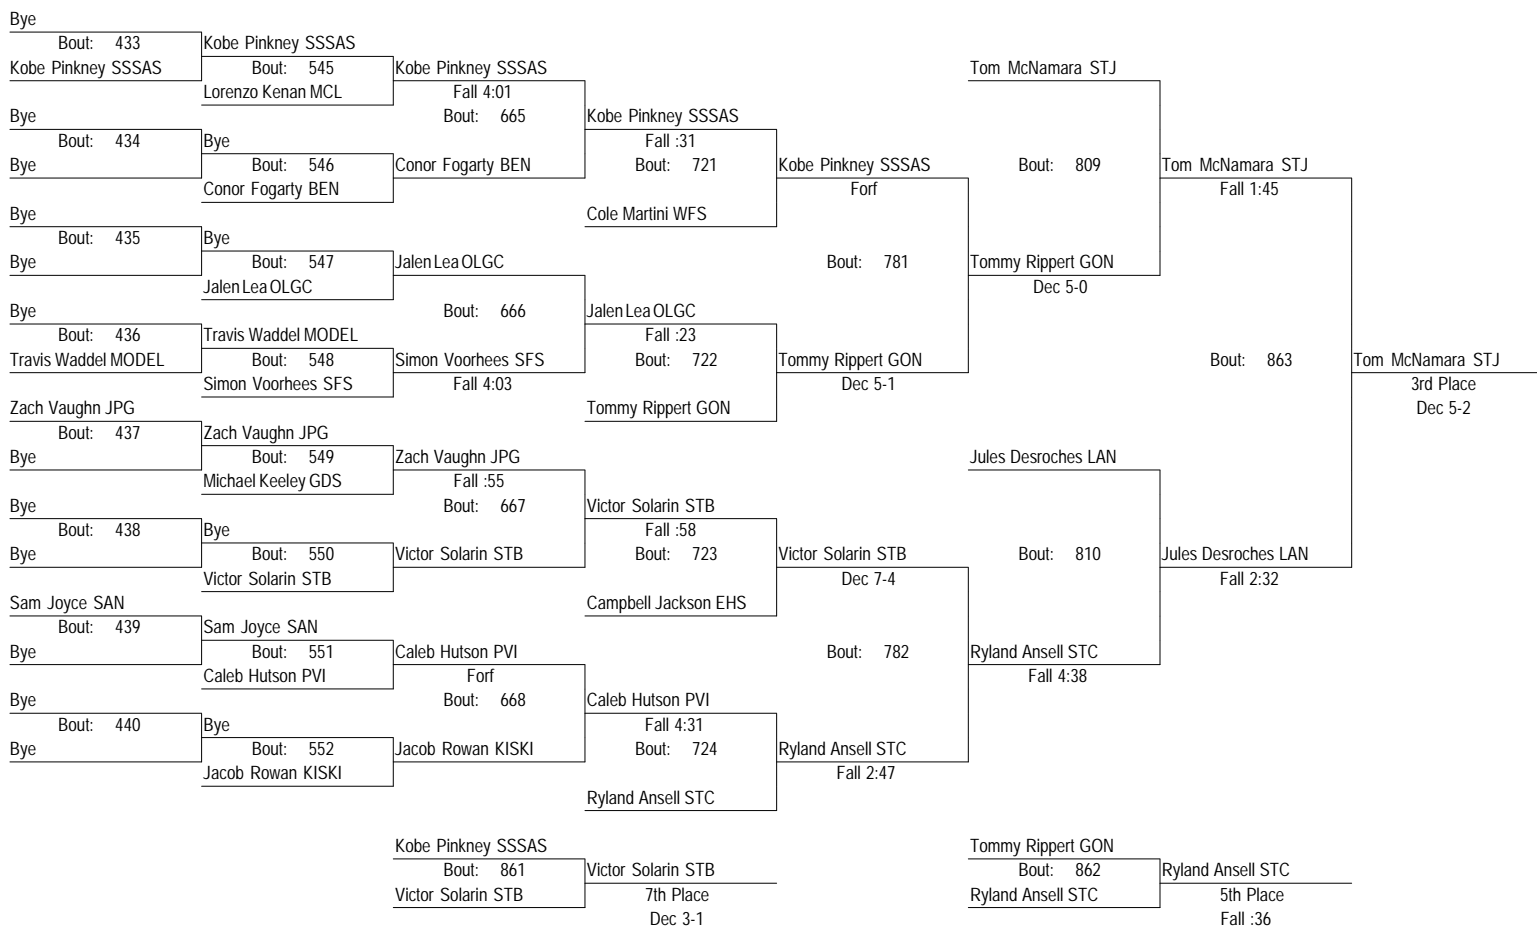 Bye
Bout: 433
Kobe Pinkney SSSAS
Bye
Bout: 434
Bye
Bye
Bout: 435
Bye
Bye
Bout: 436
Travis Waddel MODEL
Zach Vaughn JPG
Bout: 437
Bye
Bye
Bout: 438
Bye
Sam Joyce SAN
Bout: 439
Bye
Bye
Bout: 440
Bye
Kobe Pinkney SSSAS
Bout: 545
Lorenzo Kenan MCL
Bye
Bout: 546
Conor Fogarty BEN
Bye
Bout: 547
Jalen Lea OLGC
Travis Waddel MODEL
Bout: 548
Simon Voorhees SFS
Zach Vaughn JPG
Bout: 549
Michael Keeley GDS
Bye
Bout: 550
Victor Solarin STB
Sam Joyce SAN
Bout: 551
Caleb Hutson PVI
Bye
Bout: 552
Jacob Rowan KISKI
Kobe Pinkney SSSAS
Fall 4:01
Bout: 665
Conor Fogarty BEN
Jalen Lea OLGC
Bout: 666
Simon Voorhees SFS
Fall 4:03
Zach Vaughn JPG
Fall :55
Bout: 667
Victor Solarin STB
Caleb Hutson PVI
Forf
Bout: 668
Jacob Rowan KISKI
Kobe Pinkney SSSAS
Fall :31
Bout: 721
Cole Martini WFS
Jalen Lea OLGC
Fall :23
Bout: 722
Tommy Rippert GON
Victor Solarin STB
Fall :58
Bout: 723
Campbell Jackson EHS
Caleb Hutson PVI
Fall 4:31
Bout: 724
Ryland Ansell STC
Kobe Pinkney SSSAS
Forf
Bout: 781
Tommy Rippert GON
Dec 5-1
Victor Solarin STB
Dec 7-4
Bout: 782
Ryland Ansell STC
Fall 2:47
Tom McNamara STJ
Bout: 809
Tommy Rippert GON
Dec 5-0
Jules Desroches LAN
Bout: 810
Ryland Ansell STC
Fall 4:38
Tom McNamara STJ
Fall 1:45
Bout: 863
Jules Desroches LAN
Fall 2:32
Tom McNamara STJ
3rd Place
Dec 5-2
Kobe Pinkney SSSAS
Bout: 861
Victor Solarin STB
Victor Solarin STB
7th Place
Dec 3-1
Tommy Rippert GON
Bout: 862
Ryland Ansell STC
Ryland Ansell STC
5th Place
Fall :36